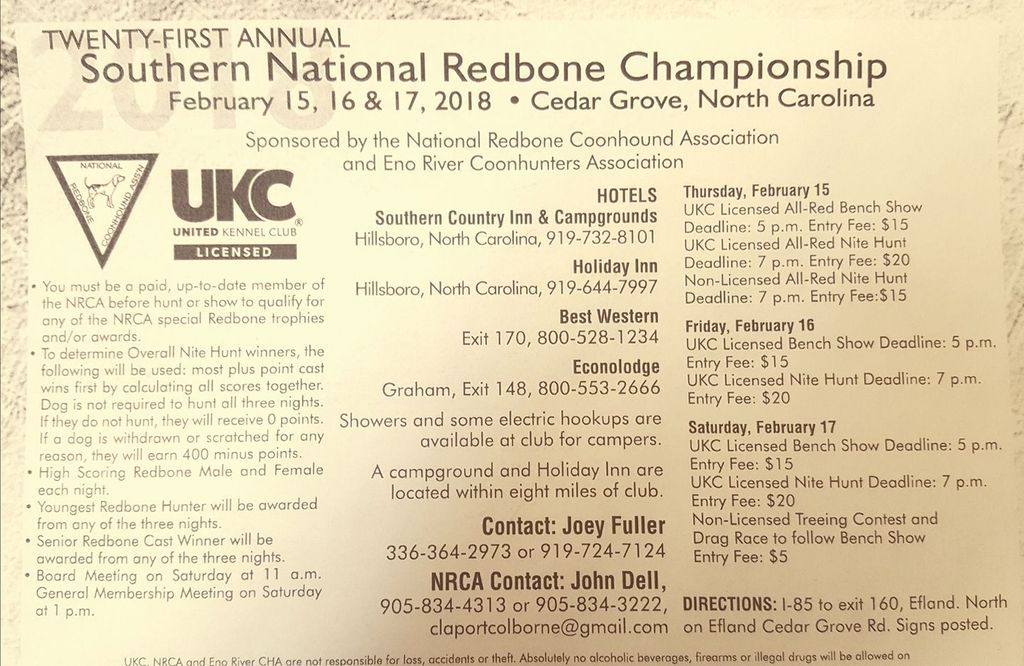 TWENTY-FIRST ANNUAL
Southern National Redbone Championship
February 15, 16 & 17, 2018 • Cedar Grove, North Carolina
2018
Sponsored by the National Redbone Coonhound Association
and Eno River Coonhunters Association
NATIONAL
REDBONE
COONHOUND ASS'N
UKC®
UNITED KENNEL CLUB
LICENSED
• You must be a paid, up-to-date member of
the NRCA before hunt or show to qualify for
any of the NRCA special Redbone trophies
and/or awards.
• To determine Overall Nite Hunt winners, the
following will be used: most plus point cast
wins first by calculating all scores together.
Dog is not required to hunt all three nights.
If they do not hunt, they will receive 0 points.
If a dog is withdrawn or scratched for any
reason, they will earn 400 minus points.
• High Scoring Redbone Male and Female
each night.
• Youngest Redbone Hunter will be awarded
from any of the three nights.
• Senior Redbone Cast Winner will be
awarded from any of the three nights.
• Board Meeting on Saturday at 11 a.m.
General Membership Meeting on Saturday
at 1 p.m.
HOTELS
Southern Country Inn & Campgrounds
Hillsboro, North Carolina, 919-732-8101
Holiday Inn
Hillsboro, North Carolina, 919-644-7997
Best Western
Exit 170, 800-528-1234
Econolodge
Graham, Exit 148, 800-553-2666
Showers and some electric hookups are
available at club for campers.
A campground and Holiday Inn are
located within eight miles of club.
Contact: Joey Fuller
336-364-2973 or 919-724-7124
NRCA Contact: John Dell,
905-834-4313 or 905-834-3222,
claportcolborne@gmail.com
Thursday, February 15
UKC Licensed All-Red Bench Show
Deadline: 5 p.m. Entry Fee: $15
UKC Licensed All-Red Nite Hunt
Deadline: 7 p.m. Entry Fee: $20
Non-Licensed All-Red Nite Hunt
Deadline: 7 p.m. Entry Fee:$15
Friday, February 16
UKC Licensed Bench Show Deadline: 5 p.m.
Entry Fee: $15
UKC Licensed Nite Hunt Deadline: 7 p.m.
Entry Fee: $20
Saturday, February 17
UKC Licensed Bench Show Deadline: 5 p.m.
Entry Fee: $15
UKC Licensed Nite Hunt Deadline: 7 p.m.
Entry Fee: $20
Non-Licensed Treeing Contest and
Drag Race to follow Bench Show
Entry Fee: $5
DIRECTIONS: I-85 to exit 160, Efland. North
on Efland Cedar Grove Rd. Signs posted.
UKC, NRCA and Eno River CHA are not responsible for loss, accidents or theft. Absolutely no alcoholic beverages, firearms or illegal drugs will be allowed on